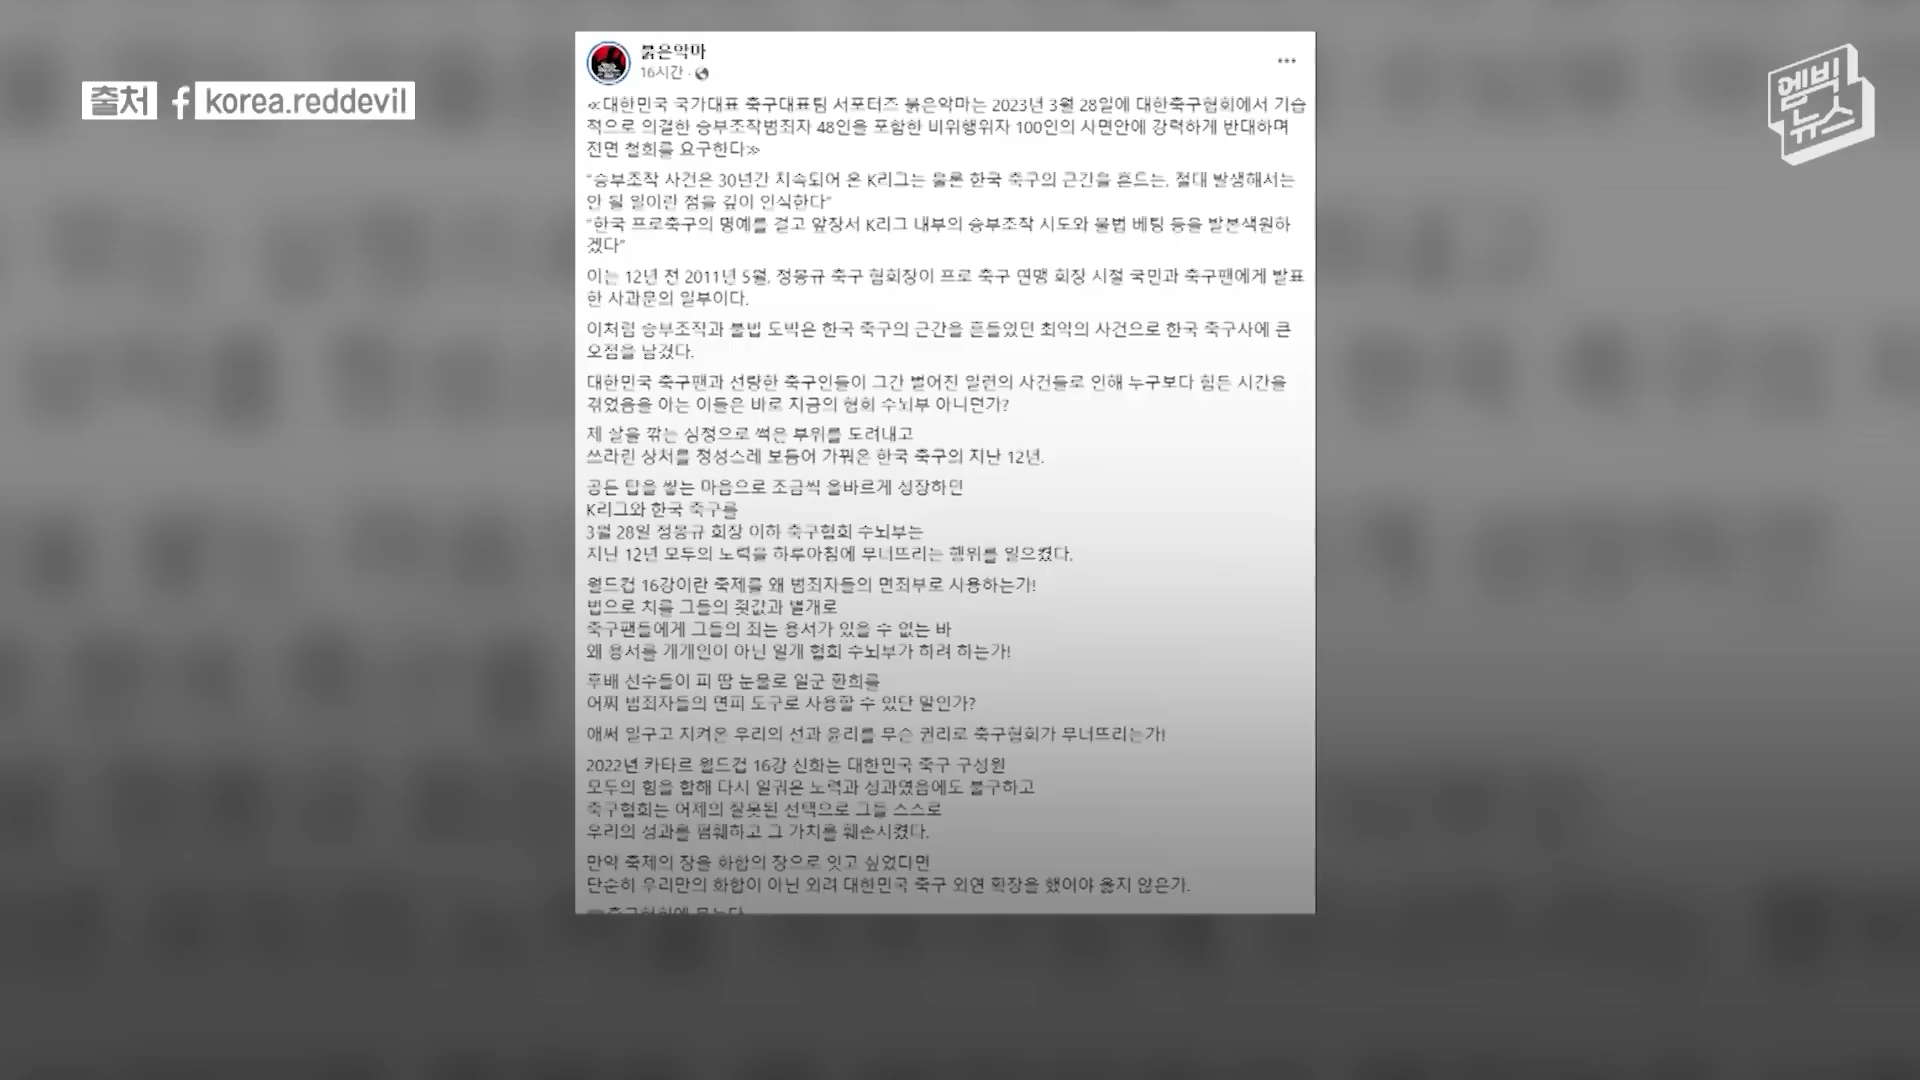 출처 f korea.reddevil
엠빅
뉴스
붉은악마
16시간 ·
≪대한민국 국가대표 축구대표팀 서포터즈 붉은악마는 2023년 3월 28일에 대한축구협회에서 기습
적으로 의결한 승부조작범죄자 48인을 포함한 비위행위자 100인의 사면안에 강력하게 반대하며
전면 철회를 요구한다≫
"승부조작 사건은 30년간 지속되어 온 K리그는 물론 한국 축구의 근간을 흔드는, 절대 발생해서는
안 될 일이란 점을 깊이 인식한다"
"한국 프로축구의 명예를 걸고 앞장서 K리그 내부의 승부조작 시도와 불법 베팅 등을 발본색원하
겠다"
이는 12년 전 2011년 5월, 정몽규 축구 협회장이 프로 축구 연맹 회장 시절 국민과 축구팬에게 발표
한 사과문의 일부이다.
이처럼 승부조작과 불법 도박은 한국 축구의 근간을 흔들었던 최악의 사건으로 한국 축구사에 큰
오점을 남겼다.
대한민국 축구팬과 선량한 축구인들이 그간 벌어진 일련의 사건들로 인해 누구보다 힘든 시간을
겪었음을 아는 이들은 바로 지금의 협회 수뇌부 아니던가?
제 살을 깎는 심정으로 썩은 부위를 도려내고
쓰라린 상처를 정성스레 보듬어 가꿔온 한국 축구의 지난 12년.
공든 탑을 쌓는 마음으로 조금씩 올바르게 성장하던
K리그와 한국 축구를
3월 28일 정몽규 회장 이하 축구협회 수뇌부는
지난 12년 모두의 노력을 하루아침에 무너뜨리는 행위를 일으켰다.
월드컵 16강이란 축제를 왜 범죄자들의 면죄부로 사용하는가!
법으로 치를 그들의 죗값과 별개로
축구팬들에게 그들의 죄는 용서가 있을 수 없는 바
왜 용서를 개개인이 아닌 일개 협회 수뇌부가 하려 하는가!
후배 선수들이 피 땀 눈물로 일군 환희를
어찌 범죄자들의 면피 도구로 사용할 수 있단 말인가?
애써 일구고 지켜온 우리의 선과 윤리를 무슨 권리로 축구협회가 무너뜨리는가!
2022년 카타르 월드컵 16강 신화는 대한민국 축구 구성원
모두의 힘을 합해 다시 일궈온 노력과 성과였음에도 불구하고
축구협회는 어제의 잘못된 선택으로 그들 스스로
우리의 성과를 폄훼하고 그 가치를 훼손시켰다.
만약 축제의 장을 화합의 장으로 잇고 싶었다면
단순히 우리만의 화합이 아닌 외려 대한민국 축구 외연 확장을 했어야 옳지 않은가.